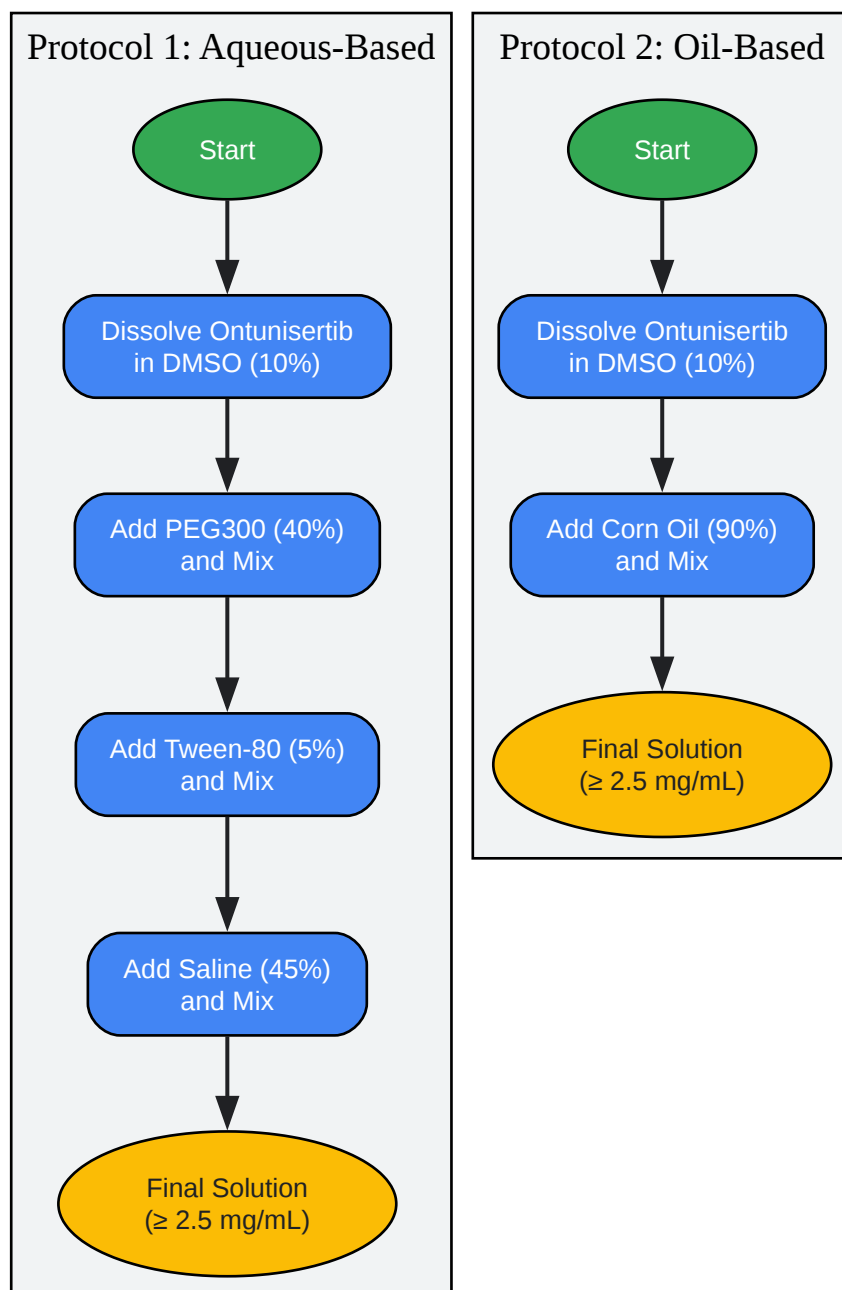 Protocol 1: Aqueous-Based
Start
Dissolve Ontunisertib
in DMSO (10%)
Add PEG300 (40%)
and Mix
Add Tween-80 (5%)
and Mix
Add Saline (45%)
and Mix
Final Solution
(≥ 2.5 mg/mL)
Protocol 2: Oil-Based
Start
Dissolve Ontunisertib
in DMSO (10%)
Add Corn Oil (90%)
and Mix
Final Solution
(≥ 2.5 mg/mL)